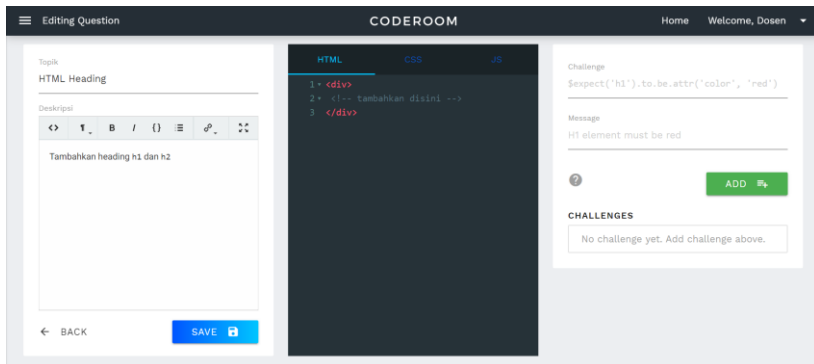 Editing Question
CODEROOM
Home
Welcome, Dosen
Topik
HTML Heading
Deskripsi
B I {}
Tambahkan heading h1 dan h2
BACK
SAVE
HTML CSS JS
1 <div>
2 <!-- tambahkan disini -->
3 </div>
Challenge
$expect('h1').to.be.attr('color', 'red')
Message
H1 element must be red
?
ADD
CHALLENGES
No challenge yet. Add challenge above.